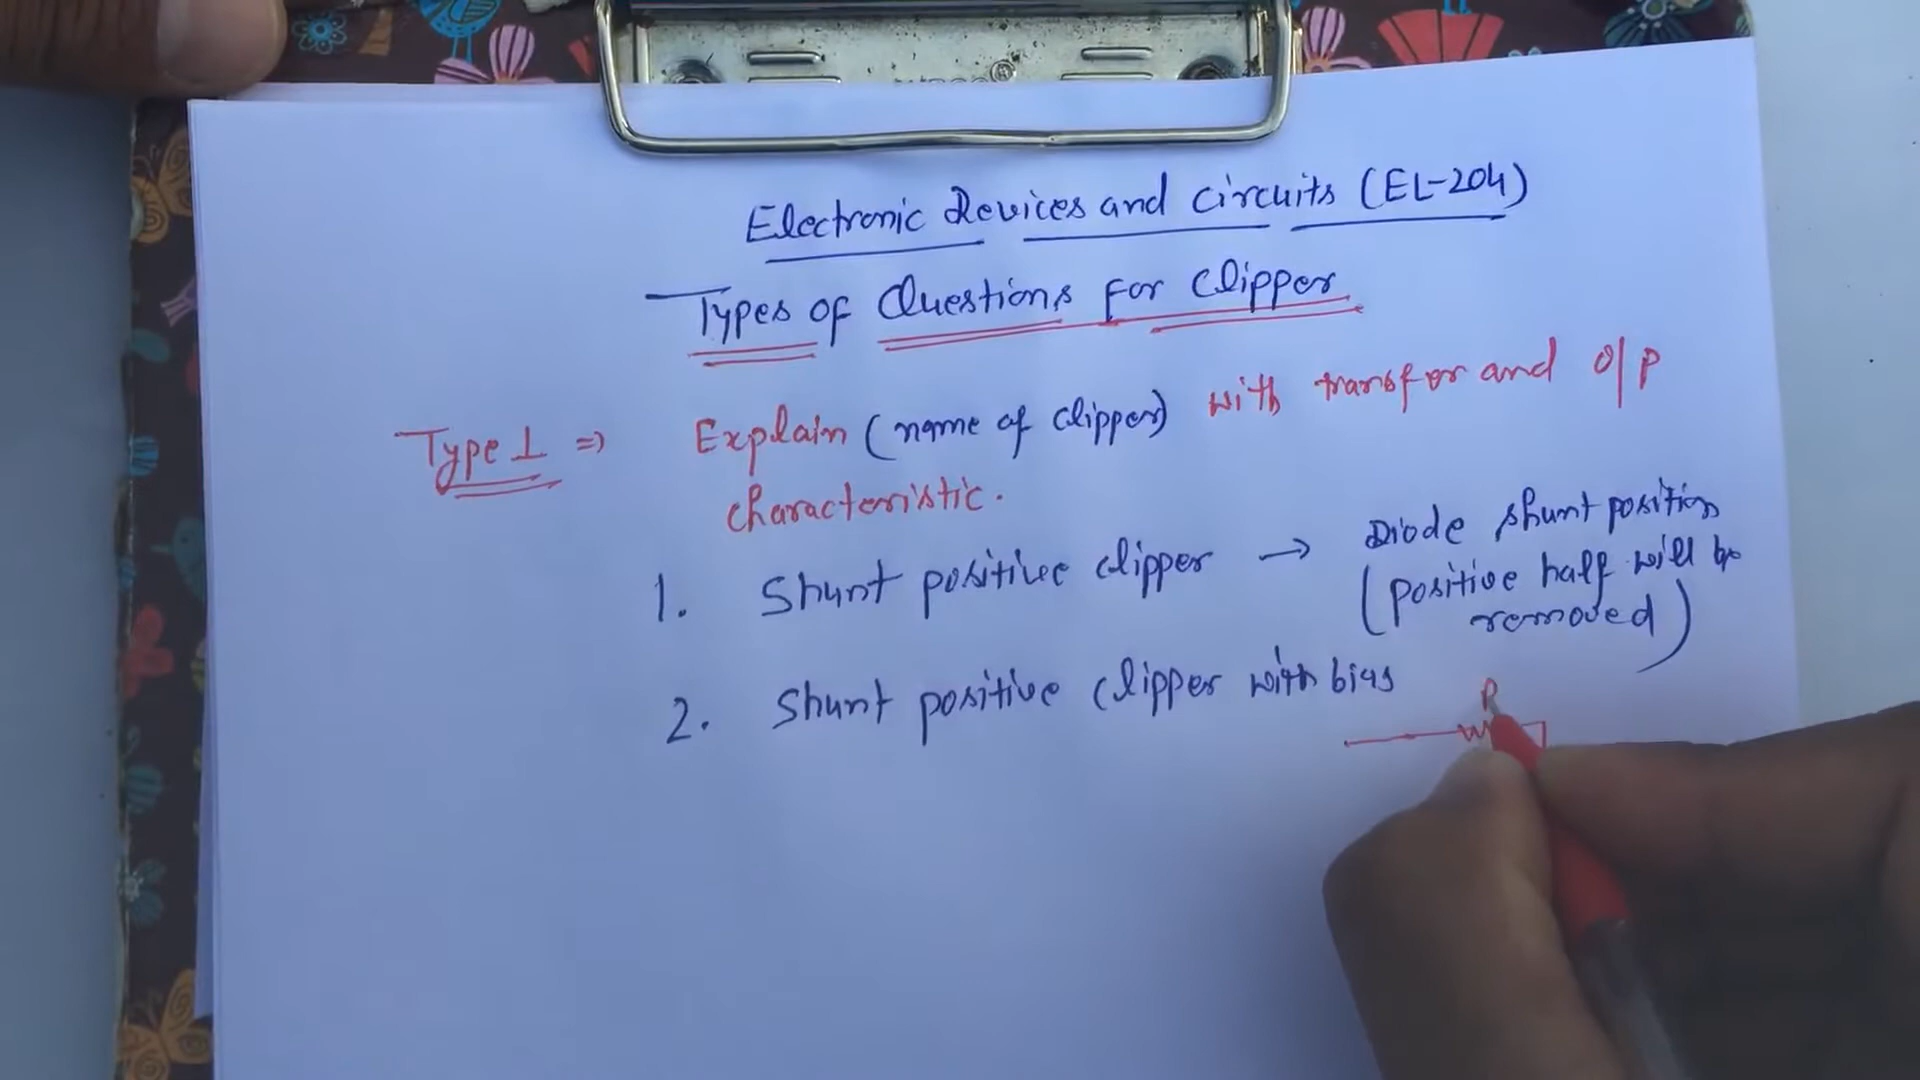 Electronic Devices and circuits (EL-204)
Types of Questions for Clipper
Type 1 => Explain (name of clipper) with transfer and o/p
characteristic.
1. Shunt positive clipper → Diode shunt position
(positive half will be
removed)
2. Shunt positive clipper with bias